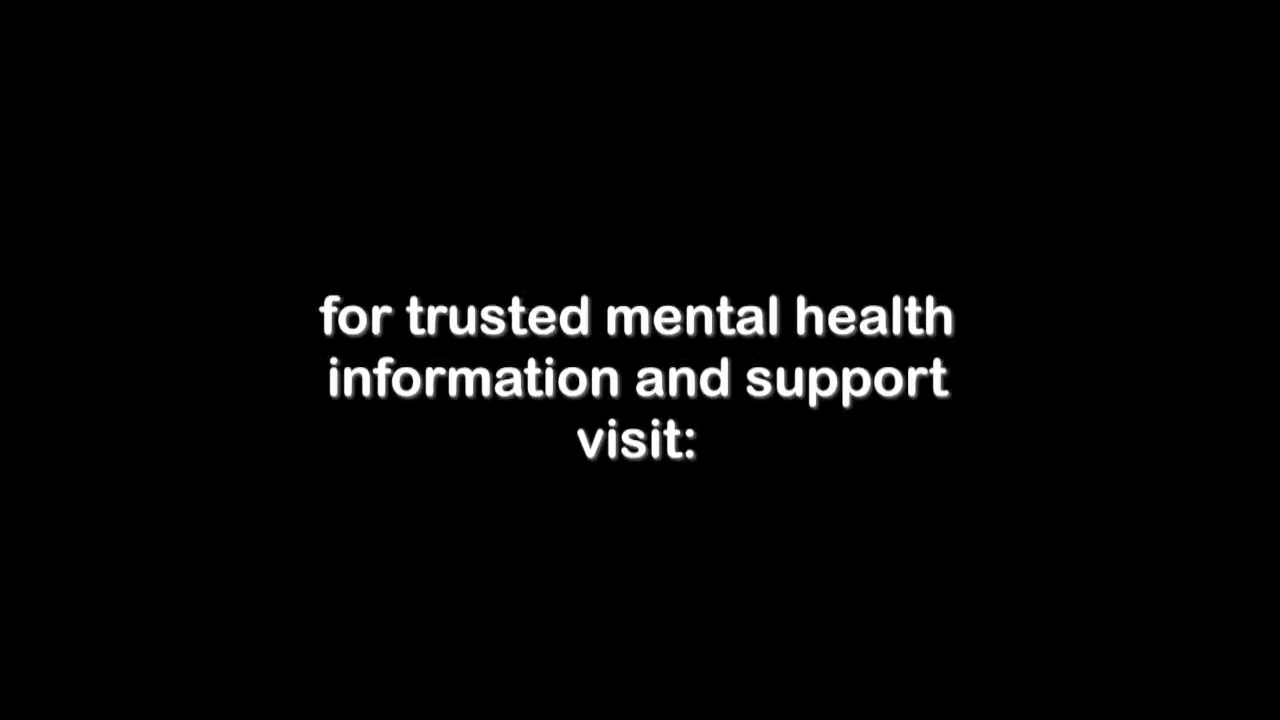 for trusted mental health
information and support
visit: